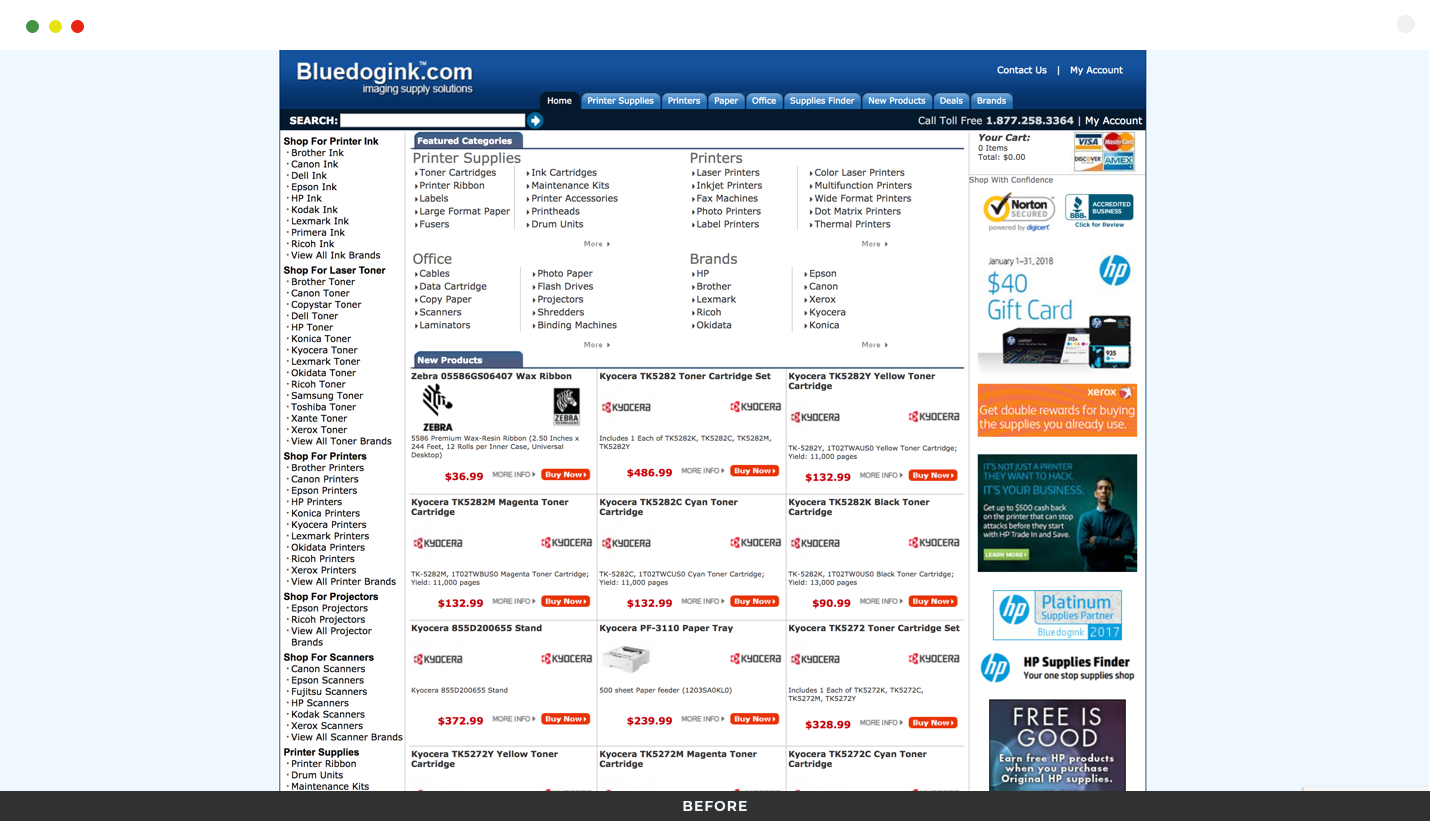 Bluedogink.com™
imaging supply solutions
Contact Us | My Account
Home
Printer Supplies
Printers
Paper
Office
Supplies Finder
New Products
Deals
Brands
SEARCH:
Call Toll Free 1.877.258.3364 | My Account
Shop For Printer Ink
· Brother Ink
· Canon Ink
· Dell Ink
· Epson Ink
· HP Ink
· Kodak Ink
· Lexmark Ink
· Primera Ink
· Ricoh Ink
· View All Ink Brands
Shop For Laser Toner
· Brother Toner
· Canon Toner
· Copystar Toner
· Dell Toner
· HP Toner
· Konica Toner
· Kyocera Toner
· Lexmark Toner
· Okidata Toner
· Ricoh Toner
· Samsung Toner
· Toshiba Toner
· Xante Toner
· Xerox Toner
· View All Toner Brands
Shop For Printers
· Brother Printers
· Canon Printers
· Epson Printers
· HP Printers
· Konica Printers
· Kyocera Printers
· Lexmark Printers
· Okidata Printers
· Ricoh Printers
· Xerox Printers
· View All Printer Brands
Shop For Projectors
· Epson Projectors
· Ricoh Projectors
· View All Projector
Brands
Shop For Scanners
· Canon Scanners
· Epson Scanners
· Fujitsu Scanners
· HP Scanners
· Kodak Scanners
· Xerox Scanners
· View All Scanner Brands
Printer Supplies
· Printer Ribbon
· Drum Units
· Maintenance Kits
Featured Categories
Printer Supplies
Toner Cartridges
Printer Ribbon
Labels
Large Format Paper
Fusers
Ink Cartridges
Maintenance Kits
Printer Accessories
Printheads
Drum Units
More
Printers
Laser Printers
Inkjet Printers
Fax Machines
Photo Printers
Label Printers
Color Laser Printers
Multifunction Printers
Wide Format Printers
Dot Matrix Printers
Thermal Printers
More
Office
Cables
Data Cartridge
Copy Paper
Scanners
Laminators
Photo Paper
Flash Drives
Projectors
Shredders
Binding Machines
More
Brands
HP
Brother
Lexmark
Ricoh
Okidata
Epson
Canon
Xerox
Kyocera
Konica
More
New Products
Zebra 05586GS06407 Wax Ribbon
ZEBRA
ZEBRA
5586 Premium Wax-Resin Ribbon (2.50 Inches x
244 Feet, 12 Rolls per Inner Case, Universal
Desktop)
$36.99 MORE INFO Buy Now
Kyocera TK5282 Toner Cartridge Set
KYOCERA KYOCERA
Includes 1 Each of TK5282K, TK5282C, TK5282M,
TK5282Y
$486.99 MORE INFO Buy Now
Kyocera TK5282Y Yellow Toner
Cartridge
KYOCERA KYOCERA
TK-5282Y, 1T02TWAUS0 Yellow Toner Cartridge;
Yield: 11,000 pages
$132.99 MORE INFO Buy Now
Kyocera TK5282M Magenta Toner
Cartridge
KYOCERA KYOCERA
TK-5282M, 1T02TWBUS0 Magenta Toner Cartridge;
Yield: 11,000 pages
$132.99 MORE INFO Buy Now
Kyocera TK5282C Cyan Toner
Cartridge
KYOCERA KYOCERA
TK-5282C, 1T02TWCUS0 Cyan Toner Cartridge;
Yield: 11,000 pages
$132.99 MORE INFO Buy Now
Kyocera TK5282K Black Toner
Cartridge
KYOCERA KYOCERA
TK-5282K, 1T02TW0US0 Black Toner Cartridge;
Yield: 13,000 pages
$90.99 MORE INFO Buy Now
Kyocera 855D200655 Stand
KYOCERA KYOCERA
Kyocera 855D200655 Stand
$372.99 MORE INFO Buy Now
Kyocera PF-3110 Paper Tray
KYOCERA
500 sheet Paper feeder (1203SA0KL0)
$239.99 MORE INFO Buy Now
Kyocera TK5272 Toner Cartridge Set
KYOCERA KYOCERA
Includes 1 Each of TK5272K, TK5272C,
TK5272M, TK5272Y
$328.99 MORE INFO Buy Now
Kyocera TK5272Y Yellow Toner
Cartridge
Kyocera TK5272M Magenta Toner
Cartridge
Kyocera TK5272C Cyan Toner
Cartridge
Your Cart:
0 Items
Total: $0.00
VISA MasterCard
DISCOVER AMEX
Shop With Confidence
Norton
SECURED
powered by digicert
BBB.
ACCREDITED
BUSINESS
Click for Review
January 1–31, 2018
hp
$40
Gift Card
312A
935
xerox
Get double rewards for buying
the supplies you already use.
IT'S NOT JUST A PRINTER
THEY WANT TO HACK.
IT'S YOUR BUSINESS.
Get up to $500 cash back
on the printer that can stop
attacks before they start
with HP Trade In and Save.
LEARN MORE
hp
Platinum
Supplies Partner
Bluedogink 2017
hp
HP Supplies Finder
Your one stop supplies shop
FREE IS
GOOD
Earn free HP products
when you purchase
Original HP supplies.
BEFORE